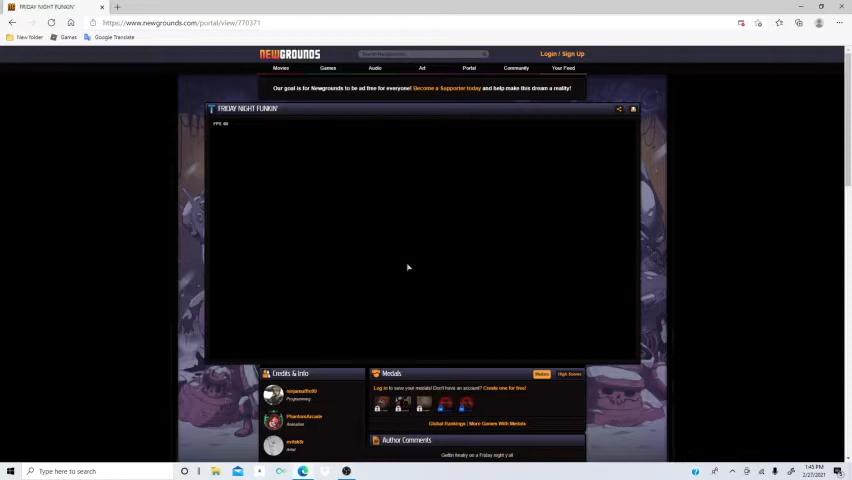 FRIDAY NIGHT FUNKIN'
https://www.newgrounds.com/portal/view/770371
New folder Games Google Translate
NEWGROUNDS
Login / Sign Up
Movies Games Audio Art Portal Community Your Feed
Our goal is for Newgrounds to be ad free for everyone! Become a Supporter today and help make this dream a reality!
FRIDAY NIGHT FUNKIN'
FPS: 60
Credits & Info
ninjamuffin99
Programming
PhantomArcade
Animation
evilsk8r
Artist
Medals
Medals High Scores
Log in to save your medals! Don't have an account? Create one for free!
Global Rankings | More Games With Medals
Author Comments
Gettin freaky on a Friday night y'all
Type here to search
1:45 PM
2/27/2021